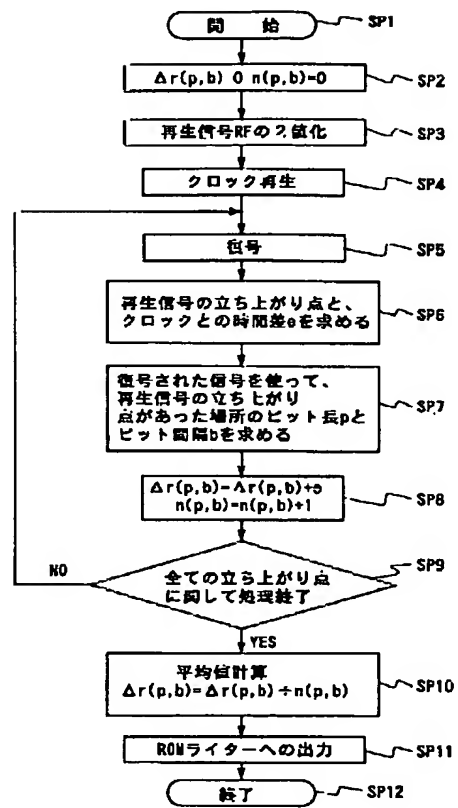 開 始
SP1
Δr(p,b) 0 n(p,b)=0
SP2
再生信号RFの2値化
SP3
クロック再生
SP4
復号
SP5
再生信号の立ち上がり点と、
クロックとの時間差eを求める
SP6
復号された信号を使って、
再生信号の立ち上がり
点があった場所のピット長pと
ピット間隔bを求める
SP7
Δr(p,b)=Δr(p,b)+e
n(p,b)=n(p,b)+1
SP8
全ての立ち上がり点
に関して処理終了
SP9
NO
YES
平均値計算
Δr(p,b)=Δr(p,b)÷n(p,b)
SP10
ROMライターへの出力
SP11
終了
SP12